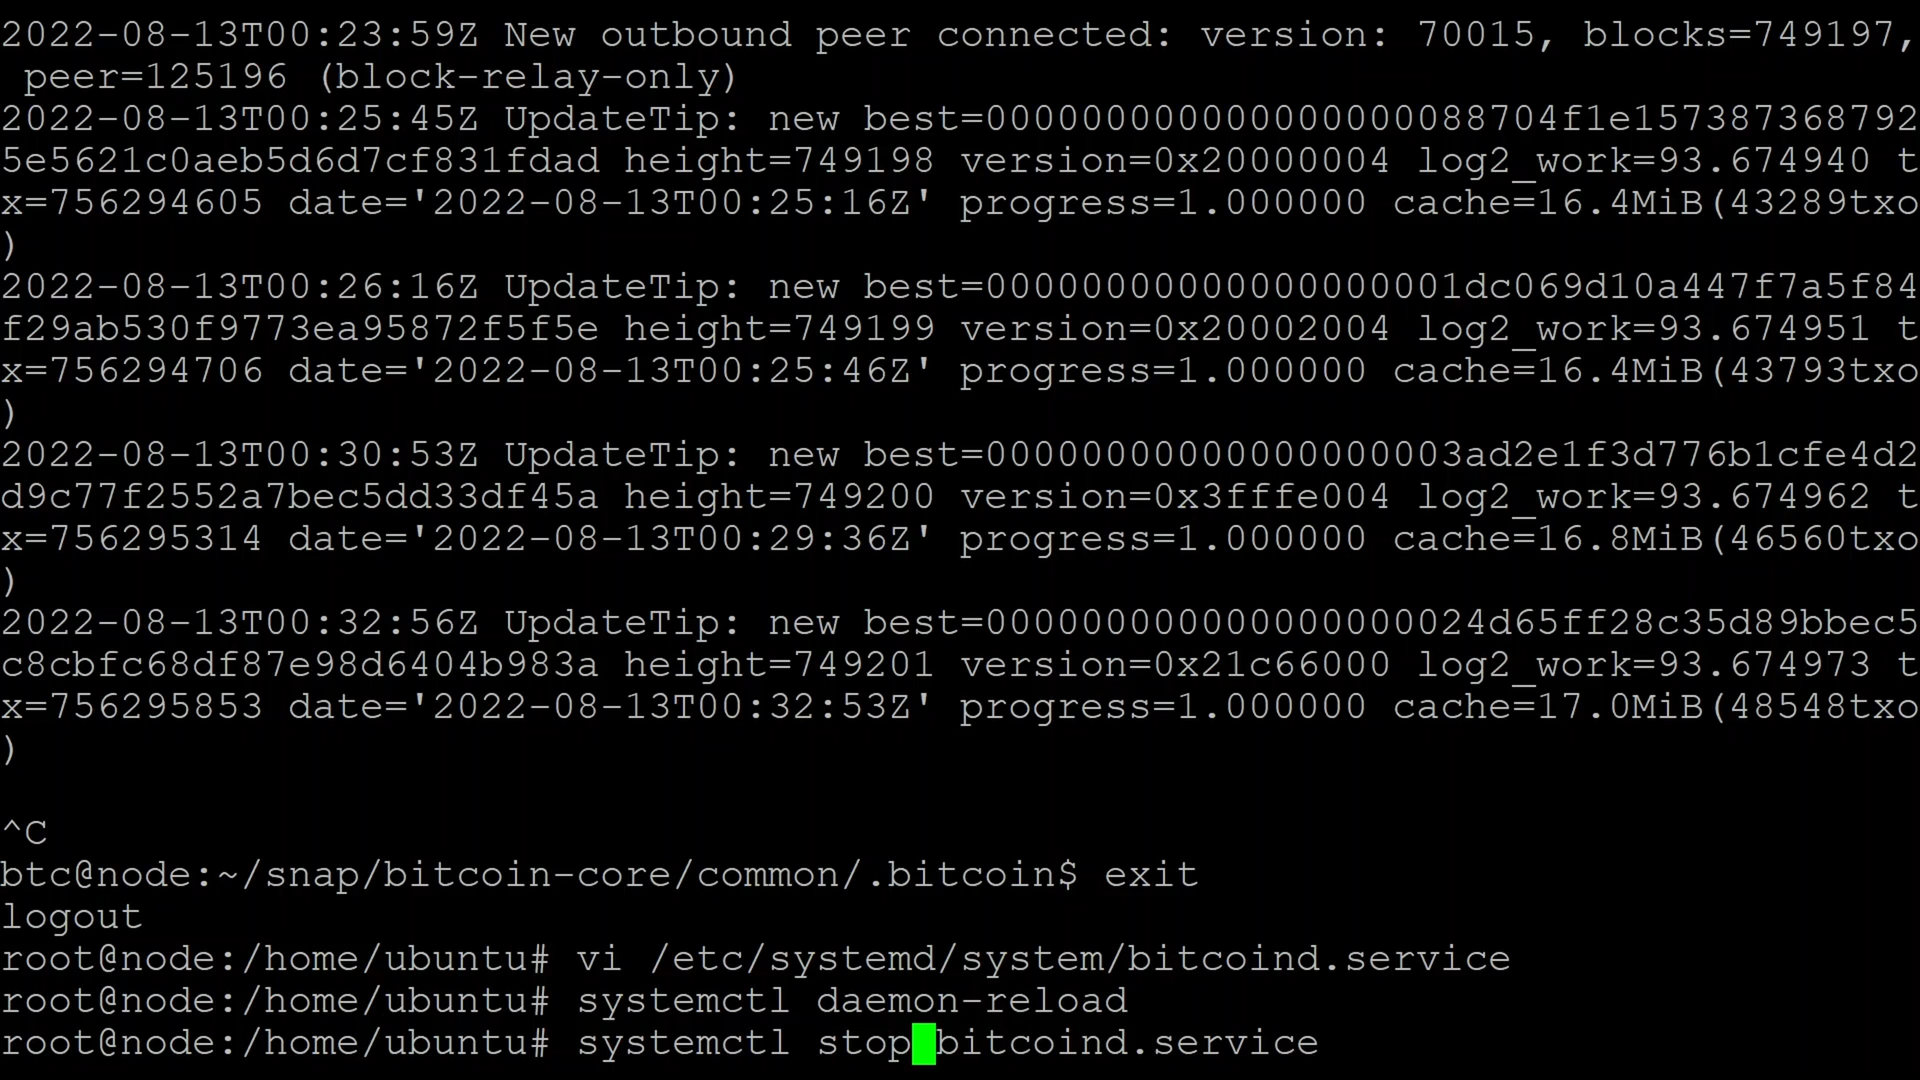 2022-08-13T00:23:59Z New outbound peer connected: version: 70015, blocks=749197,
 peer=125196 (block-relay-only)
2022-08-13T00:25:45Z UpdateTip: new best=0000000000000000000088704f1e157387368792
5e5621c0aeb5d6d7cf831fdad height=749198 version=0x20000004 log2_work=93.674940 t
x=756294605 date='2022-08-13T00:25:16Z' progress=1.000000 cache=16.4MiB(43289txo
)
2022-08-13T00:26:16Z UpdateTip: new best=00000000000000000001dc069d10a447f7a5f84
f29ab530f9773ea95872f5f5e height=749199 version=0x20002004 log2_work=93.674951 t
x=756294706 date='2022-08-13T00:25:46Z' progress=1.000000 cache=16.4MiB(43793txo
)
2022-08-13T00:30:53Z UpdateTip: new best=00000000000000000003ad2e1f3d776b1cfe4d2
d9c77f2552a7bec5dd33df45a height=749200 version=0x3fffe004 log2_work=93.674962 t
x=756295314 date='2022-08-13T00:29:36Z' progress=1.000000 cache=16.8MiB(46560txo
)
2022-08-13T00:32:56Z UpdateTip: new best=00000000000000000024d65ff28c35d89bbec5
c8cbfc68df87e98d6404b983a height=749201 version=0x21c66000 log2_work=93.674973 t
x=756295853 date='2022-08-13T00:32:53Z' progress=1.000000 cache=17.0MiB(48548txo
)
^C
btc@node:~/snap/bitcoin-core/common/.bitcoin$ exit
logout
root@node:/home/ubuntu# vi /etc/systemd/system/bitcoind.service
root@node:/home/ubuntu# systemctl daemon-reload
root@node:/home/ubuntu# systemctl stop bitcoind.service